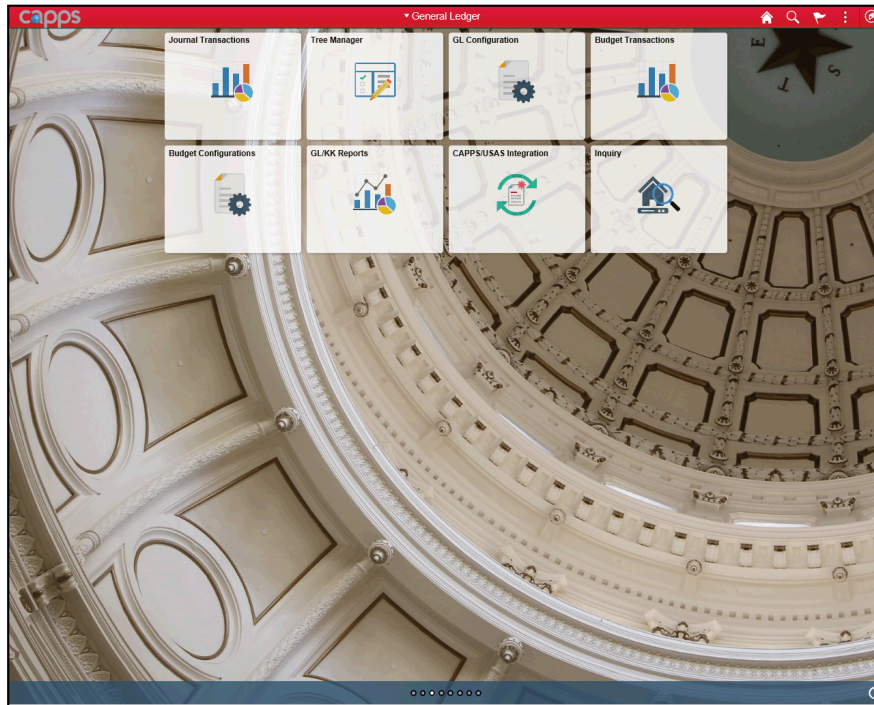 capps
General Ledger
Journal Transactions
Tree Manager
GL Configuration
Budget Transactions
Budget Configurations
GL/KK Reports
CAPPS/USAS Integration
Inquiry
T E S